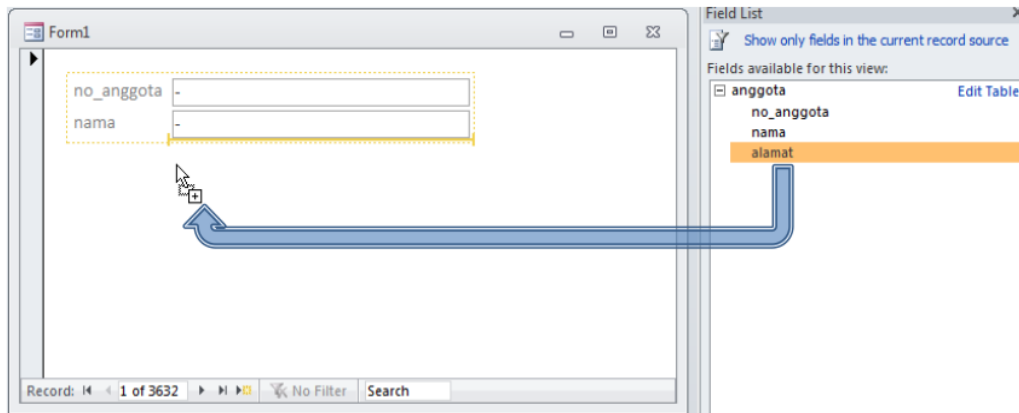 Form1
no_anggota -
nama -
Record: 1 of 3632 No Filter Search
Field List
Show only fields in the current record source
Fields available for this view:
anggota Edit Table
no_anggota
nama
alamat